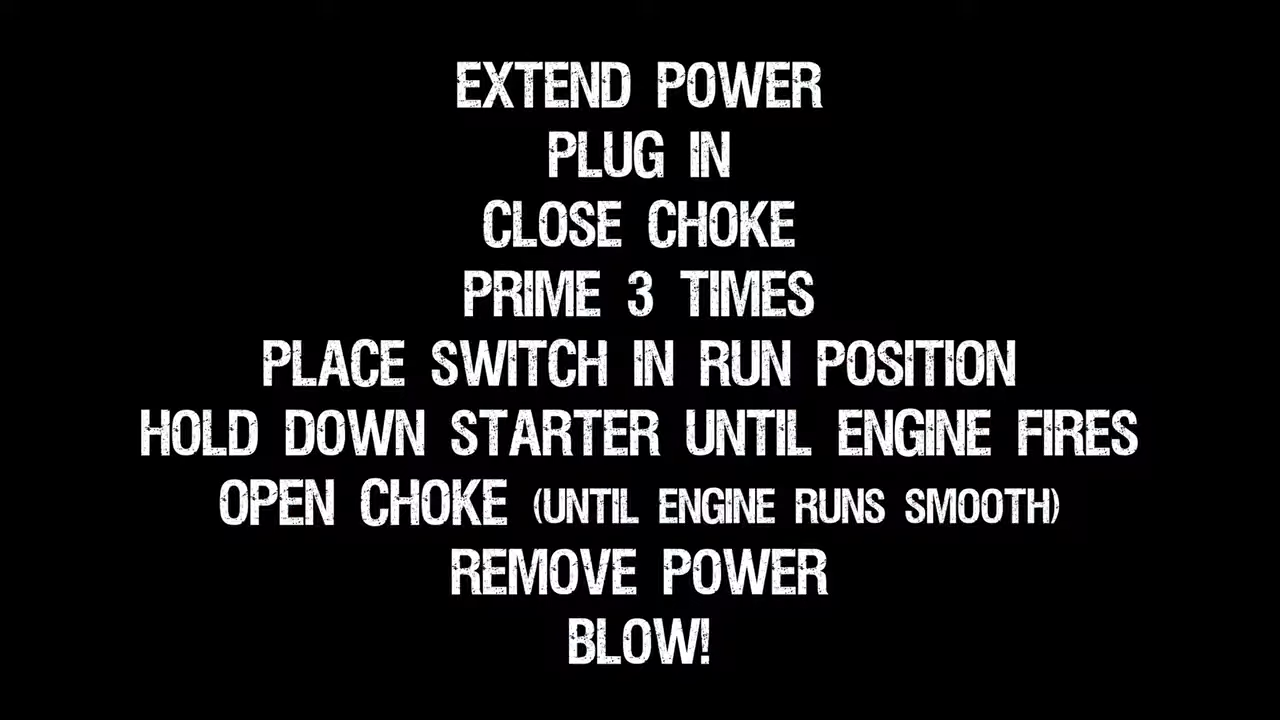 EXTEND POWER
PLUG IN
CLOSE CHOKE
PRIME 3 TIMES
PLACE SWITCH IN RUN POSITION
HOLD DOWN STARTER UNTIL ENGINE FIRES
OPEN CHOKE (UNTIL ENGINE RUNS SMOOTH)
REMOVE POWER
BLOW!